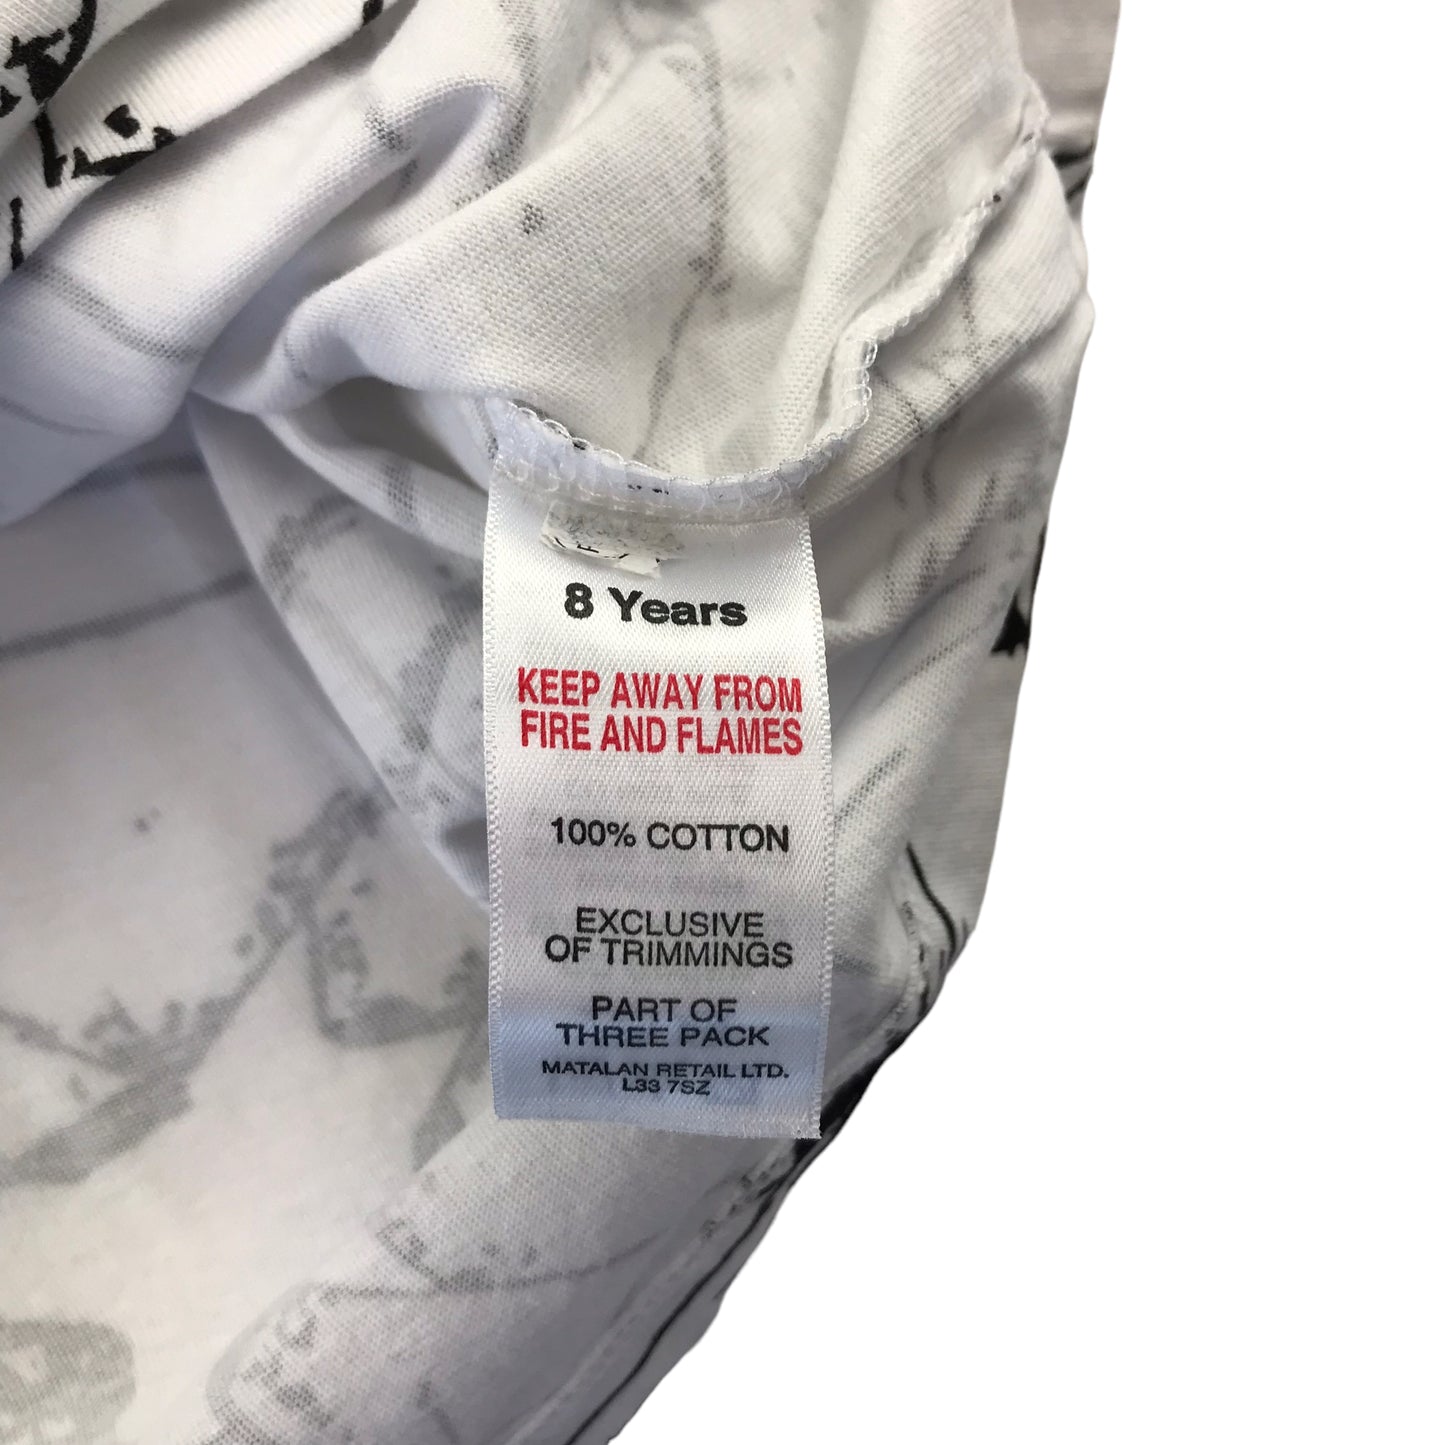 8 Years
KEEP AWAY FROM
FIRE AND FLAMES
100% COTTON
EXCLUSIVE
OF TRIMMINGS
PART OF
THREE PACK
MATALAN RETAIL LTD.
L33 7SZ